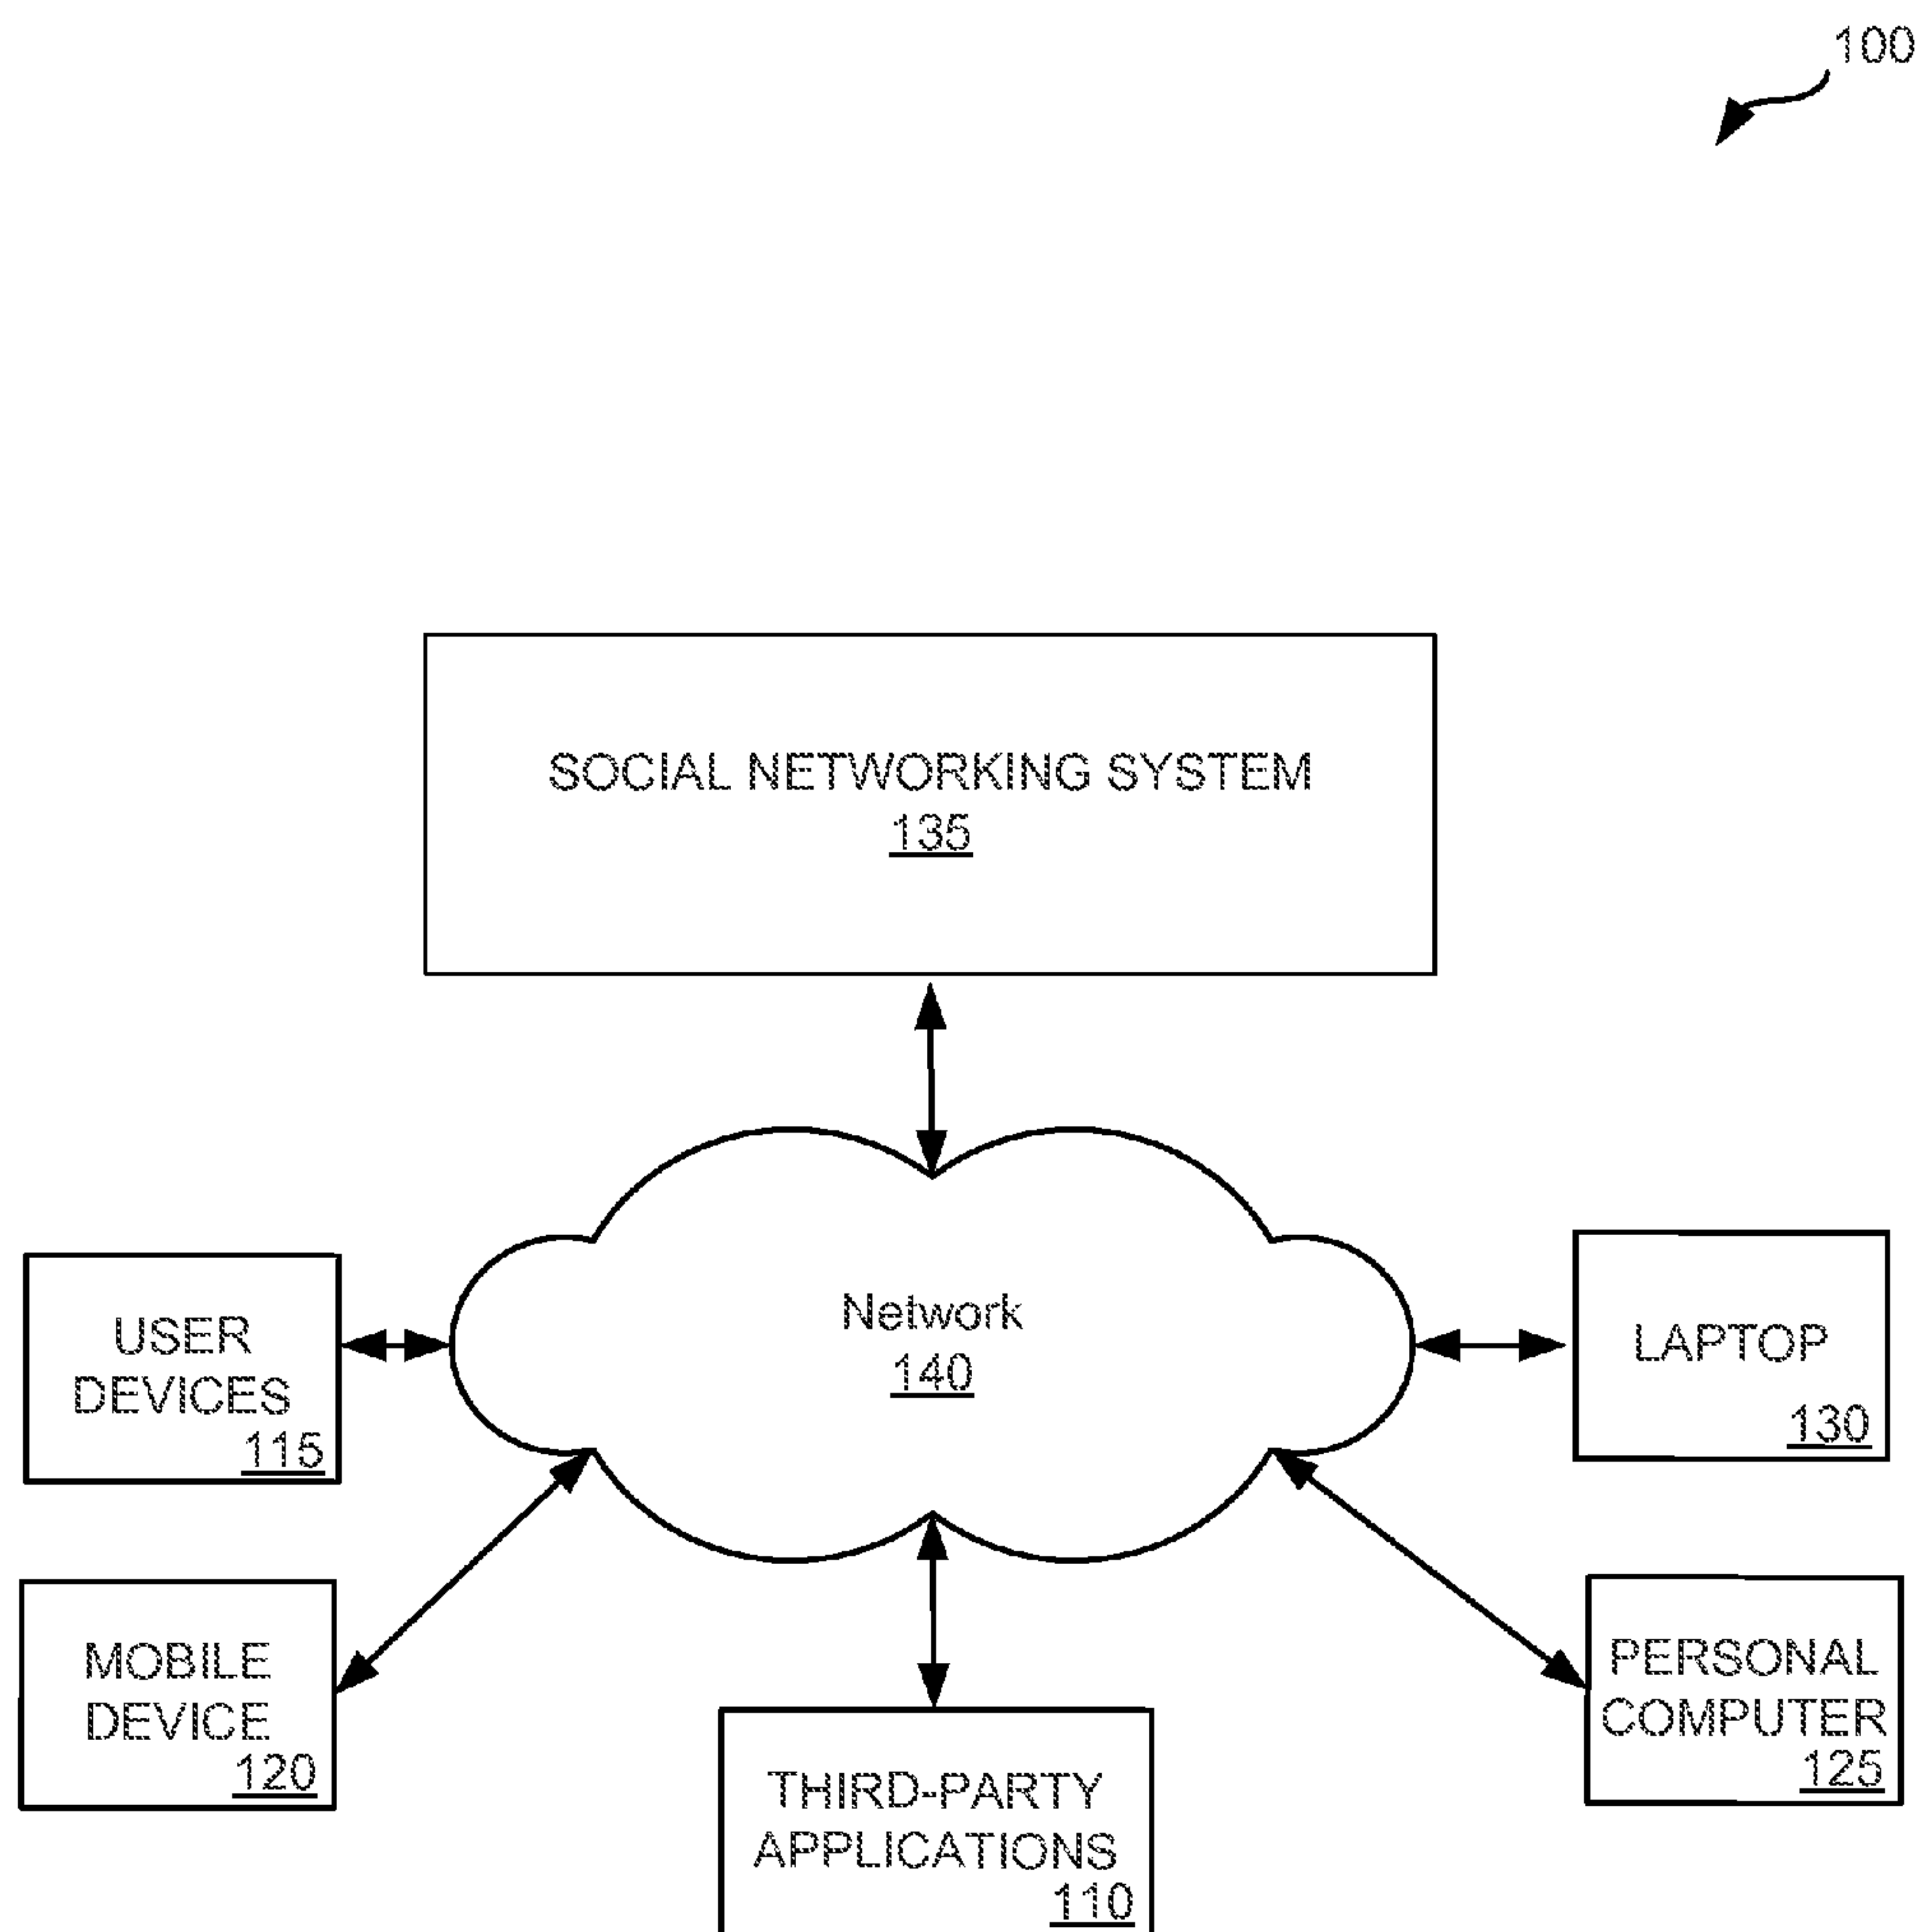 100
SOCIAL NETWORKING SYSTEM
135
Network
140
USER
DEVICES
115
LAPTOP
130
MOBILE
DEVICE
120
THIRD-PARTY
APPLICATIONS
110
PERSONAL
COMPUTER
125